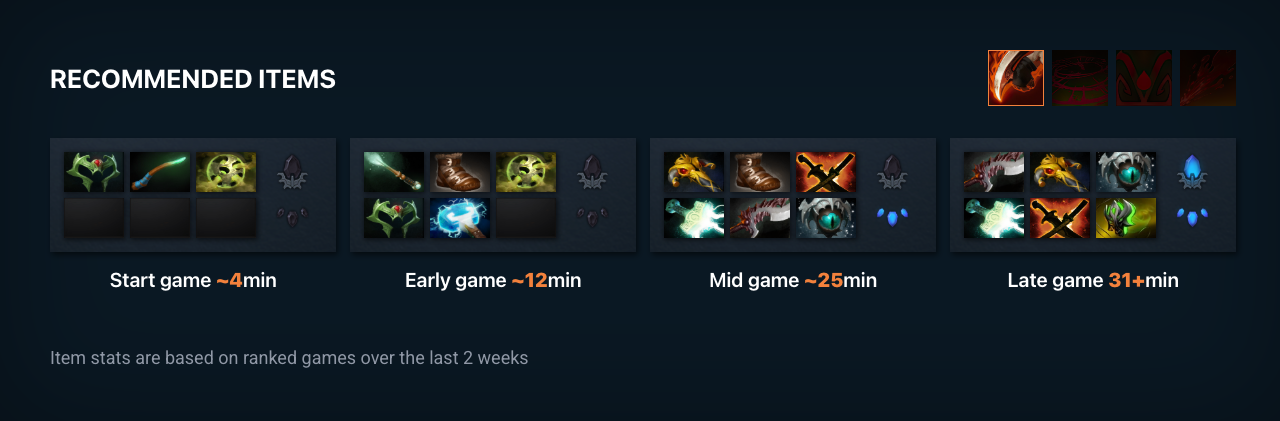 RECOMMENDED ITEMS
Start game ~4min
Early game ~12min
Mid game ~25min
Late game 31+min
Item stats are based on ranked games over the last 2 weeks